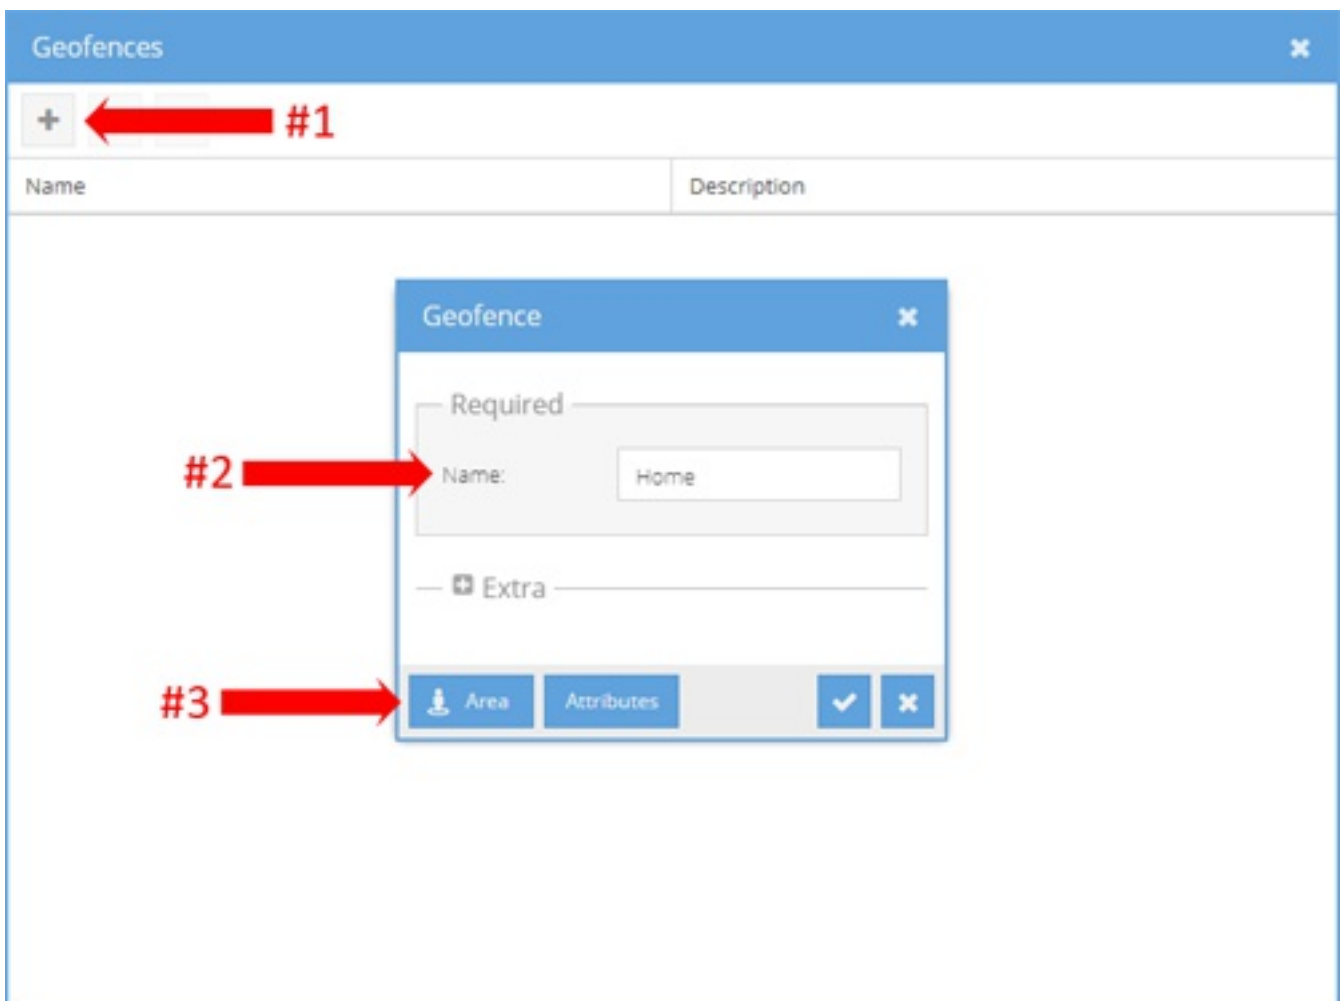 Geofences
#1
Name Description
Geofence
Required
#2 Name: Home
Extra
#3 Area Attributes